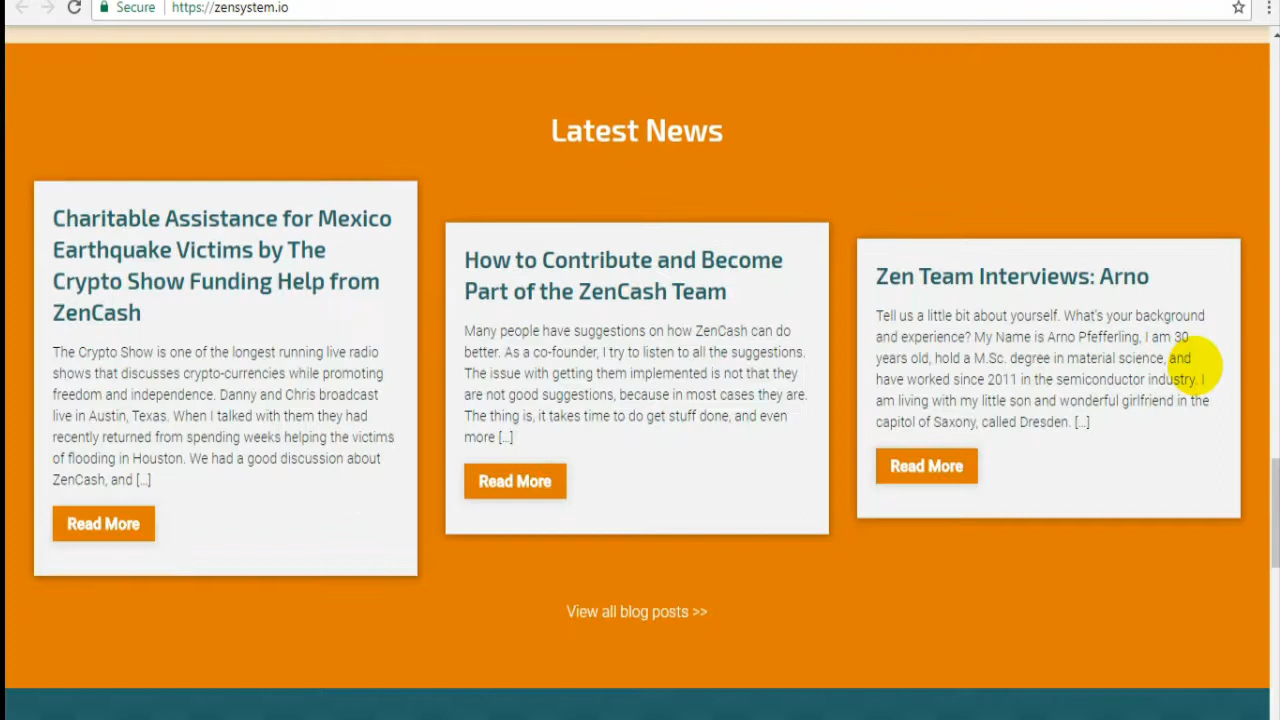 Secure https://zensystem.io
Latest News
Charitable Assistance for Mexico
Earthquake Victims by The
Crypto Show Funding Help from
ZenCash
The Crypto Show is one of the longest running live radio
shows that discusses crypto-currencies while promoting
freedom and independence. Danny and Chris broadcast
live in Austin, Texas. When I talked with them they had
recently returned from spending weeks helping the victims
of flooding in Houston. We had a good discussion about
ZenCash, and [...]
Read More
How to Contribute and Become
Part of the ZenCash Team
Many people have suggestions on how ZenCash can do
better. As a co-founder, I try to listen to all the suggestions.
The issue with getting them implemented is not that they
are not good suggestions, because in most cases they are.
The thing is, it takes time to do get stuff done, and even
more [...]
Read More
Zen Team Interviews: Arno
Tell us a little bit about yourself. What's your background
and experience? My Name is Arno Pfefferling, I am 30
years old, hold a M.Sc. degree in material science, and
have worked since 2011 in the semiconductor industry. I
am living with my little son and wonderful girlfriend in the
capitol of Saxony, called Dresden. [...]
Read More
View all blog posts >>